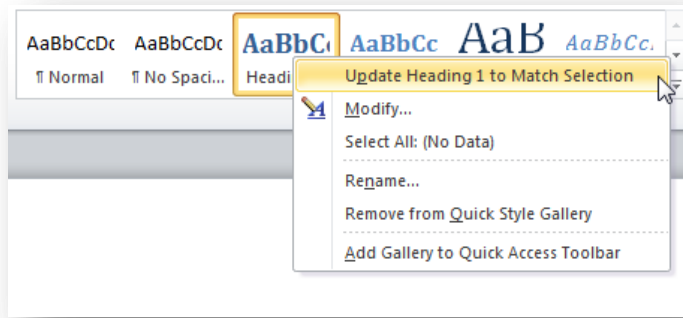 AaBbCcDc AaBbCcDc AaBbC AaBbCc AaB AaBbCc.
¶ Normal ¶ No Spaci... Headi
Update Heading 1 to Match Selection
Modify...
Select All: (No Data)
Rename...
Remove from Quick Style Gallery
Add Gallery to Quick Access Toolbar